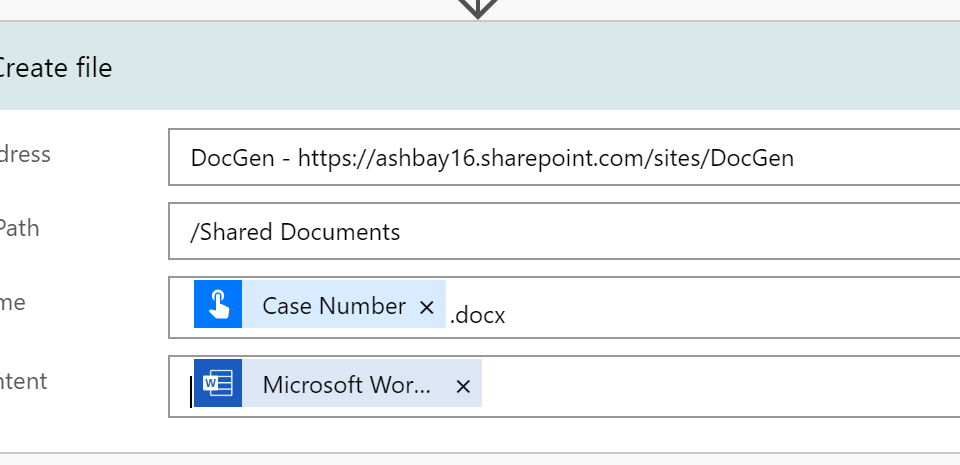 Create file
dress
DocGen - https://ashbay16.sharepoint.com/sites/DocGen
Path
/Shared Documents
me
Case Number × .docx
ntent
W Microsoft Wor... ×